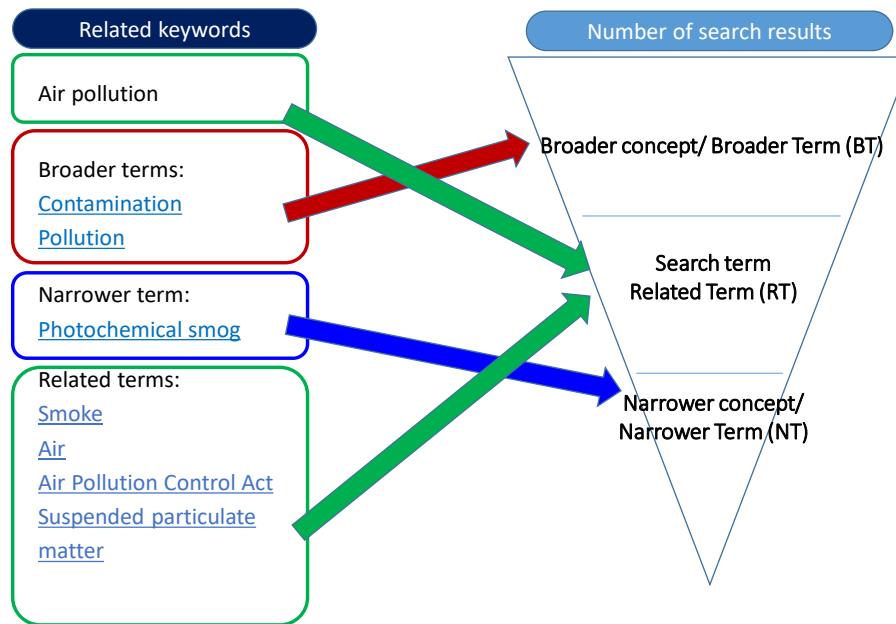 Related keywords
Air pollution
Broader terms:
Contamination
Pollution
Narrower term:
Photochemical smog
Related terms:
Smoke
Air
Air Pollution Control Act
Suspended particulate
matter
Number of search results
Broader concept/ Broader Term (BT)
Search term
Related Term (RT)
Narrower concept/
Narrower Term (NT)